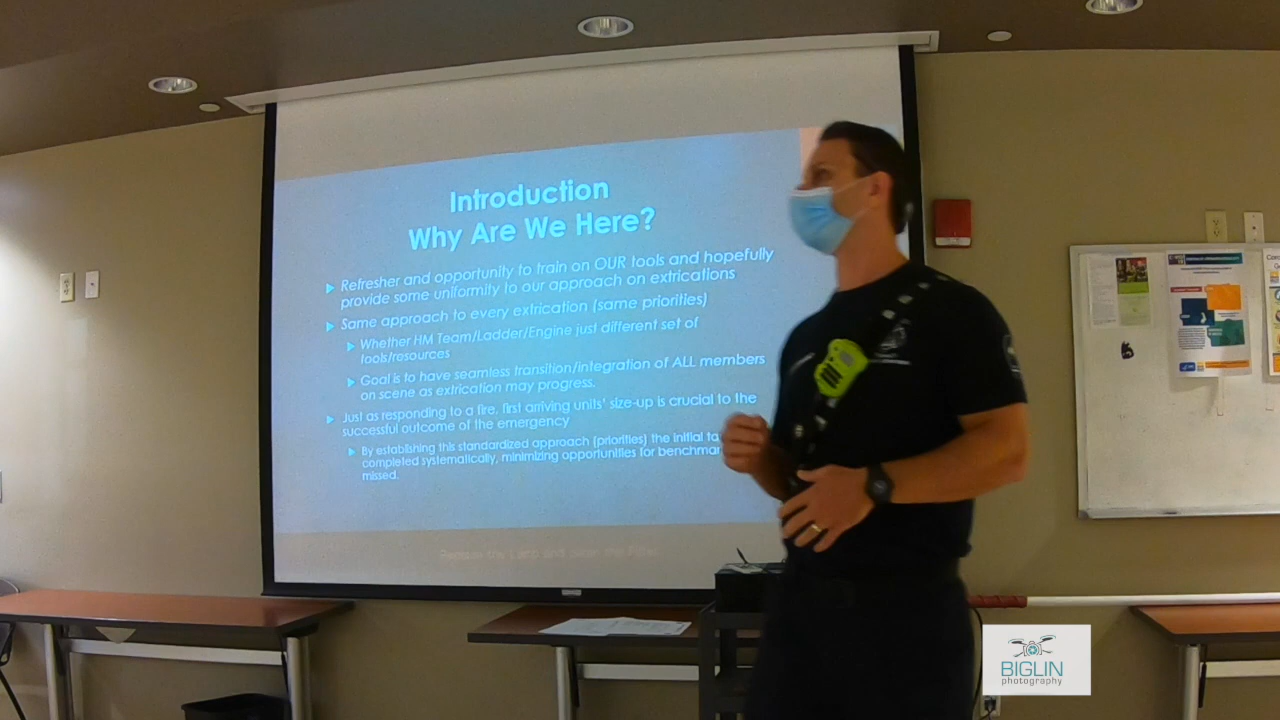 Introduction
Why Are We Here?
Refresher and opportunity to train on OUR tools and hopefully
provide some uniformity to our approach on extrications
Same approach to every extrication (same priorities)
Whether HM Team/Ladder/Engine just different set of
tools/resources
Goal is to have seamless transition/integration of ALL members
on scene as extrication may progress.
Just as responding to a fire, first arriving units' size-up is crucial to the
successful outcome of the emergency
By establishing this standardized approach (priorities) the initial ta
completed systematically, minimizing opportunities for benchmar
missed.
BIGLIN
photography